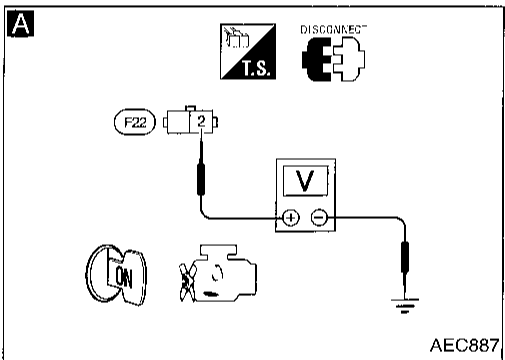 A
DISCONNECT
T.S.
F22
2
V
+ −
ON
AEC887